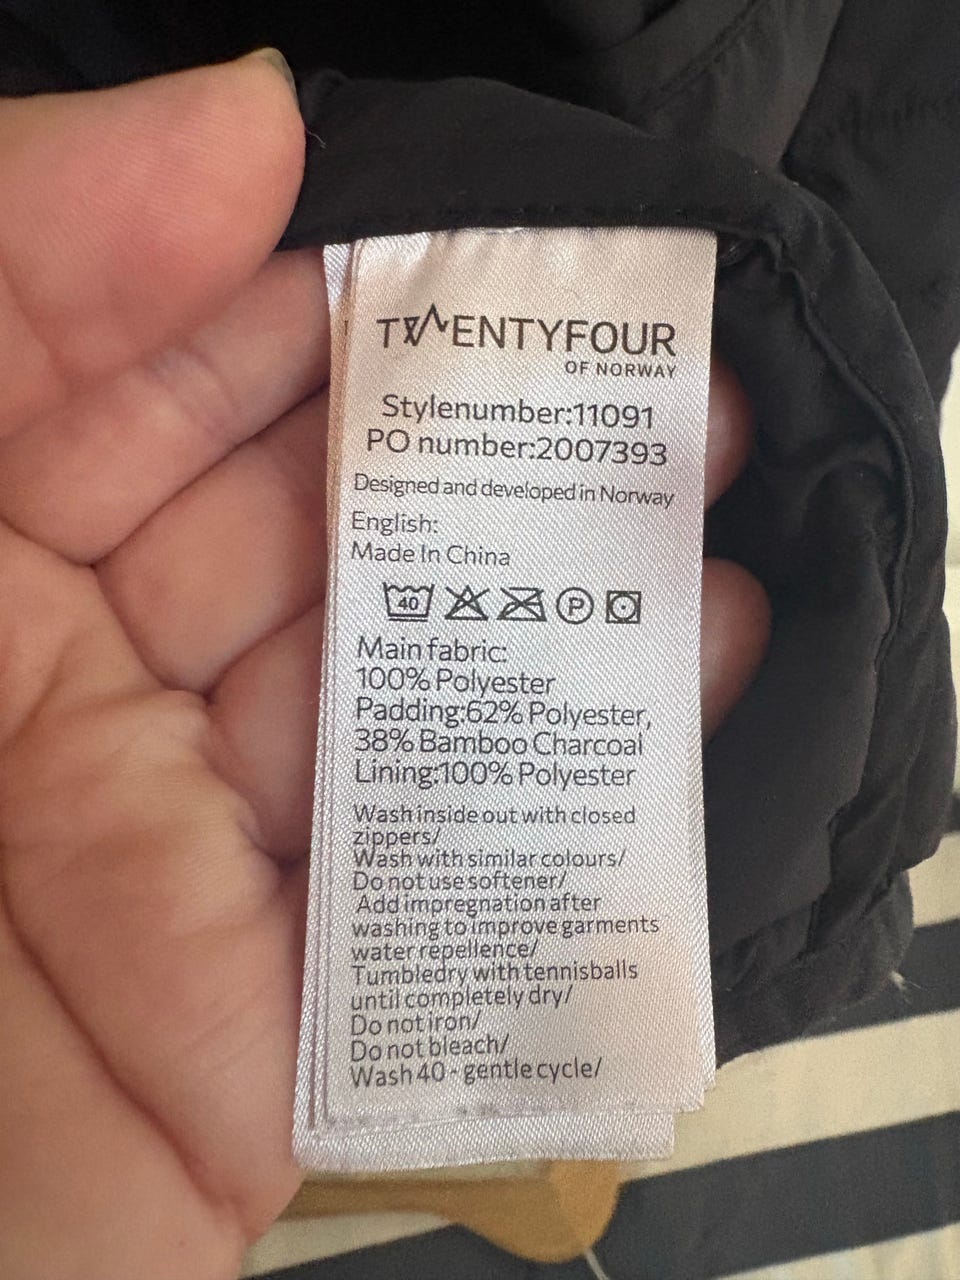 TWENTYFOUR
OF NORWAY
Stylenumber:11091
PO number:2007393
Designed and developed in Norway
English:
Made In China
40 P
Main fabric:
100% Polyester
Padding:62% Polyester,
38% Bamboo Charcoal
Lining:100% Polyester
Wash inside out with closed
zippers/
Wash with similar colours/
Do not use softener/
Add impregnation after
washing to improve garments
water repellence/
Tumbledry with tennisballs
until completely dry/
Do not iron/
Do not bleach/
Wash 40 - gentle cycle/